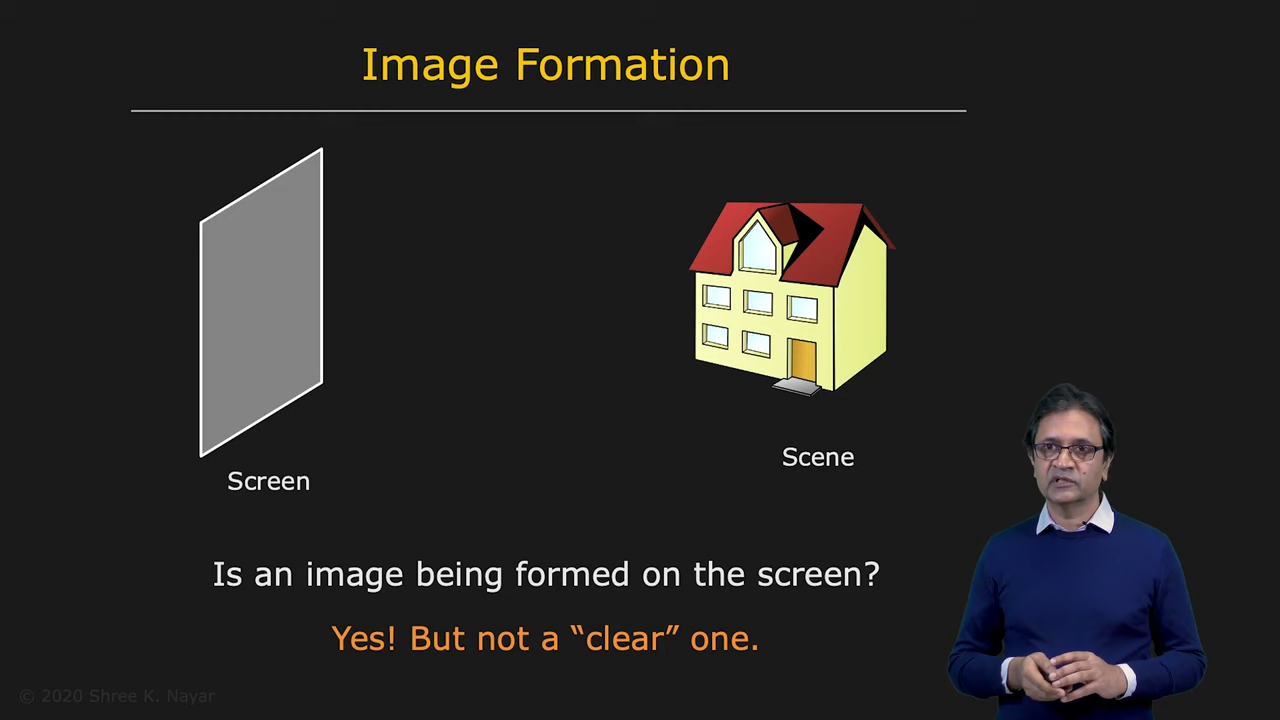 Image Formation
Screen
Scene
Is an image being formed on the screen?
Yes! But not a “clear” one.
© 2020 Shree K. Nayar